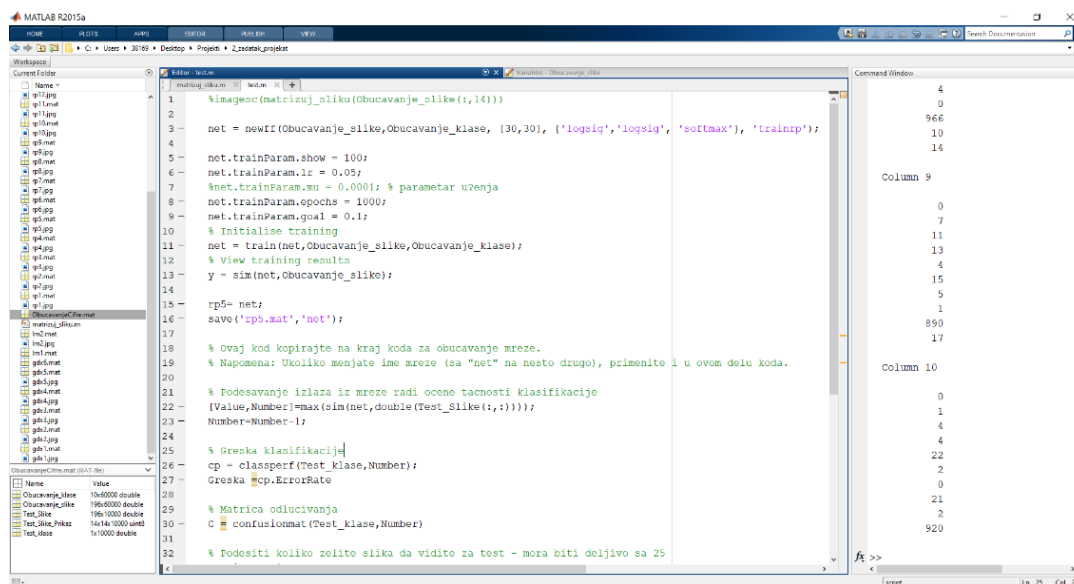 MATLAB R2015a
HOME PLOTS APPS EDITOR PUBLISH VIEW
Search Documentation
C: Users 38169 Desktop Projekti 2_zadatak_projekat
Workspace
Current Folder
Name
rp12.jpg
rp11.mat
rp11.jpg
rp10.mat
rp10.jpg
rp9.mat
rp9.jpg
rp8.mat
rp8.jpg
rp7.mat
rp7.jpg
rp6.mat
rp6.jpg
rp5.mat
rp5.jpg
rp4.mat
rp4.jpg
rp3.mat
rp3.jpg
rp2.mat
rp2.jpg
rp1.mat
rp1.jpg
ObucavanjeCifre.mat
matrizuj_sliku.m
lm2.mat
lm2.jpg
lm1.mat
gdx6.mat
gdx5.mat
gdx5.jpg
gdx4.mat
gdx4.jpg
gdx3.mat
gdx3.jpg
gdx2.mat
gdx2.jpg
gdx1.mat
gdx1.jpg
ObucavanjeCifre.mat (MAT-file)
Name Value
Obucavanje_klase 10x60000 double
Obucavanje_slike 196x60000 double
Test_Slike 196x10000 double
Test_Slike_Prikaz 14x14x10000 uint8
Test_klase 1x10000 double
Editor - test.m
Variables - Obucavanje_slike
matrizuj_sliku.m test.m
1 %imagesc(matrizuj_sliku(Obucavanje_slike(:,14)))
2
3 net = newff(Obucavanje_slike,Obucavanje_klase, [30,30], {'logsig','logsig', 'softmax'}, 'trainrp');
4
5 net.trainParam.show = 100;
6 net.trainParam.lr = 0.05;
7 %net.trainParam.mu = 0.0001; % parametar u?enja
8 net.trainParam.epochs = 1000;
9 net.trainParam.goal = 0.1;
10 % Initialise training
11 net = train(net,Obucavanje_slike,Obucavanje_klase);
12 % View training results
13 y = sim(net,Obucavanje_slike);
14
15 rp5= net;
16 save('rp5.mat','net');
17
18 % Ovaj kod kopirajte na kraj koda za obucavanje mreze.
19 % Napomena: Ukoliko menjate ime mreze (sa "net" na nesto drugo), primenite i u ovom delu koda.
20
21 % Podesavanje izlaza iz mreze radi ocene tacnosti klasifikacije
22 [Value,Number]=max(sim(net,double(Test_Slike(:,:))));
23 Number=Number-1;
24
25 % Greska klasifikacije
26 cp = classperf(Test_klase,Number);
27 Greska =cp.ErrorRate
28
29 % Matrica odlucivanja
30 C = confusionmat(Test_klase,Number)
31
32 % Podesiti koliko zelite slika da vidite za test - mora biti deljivo sa 25
Command Window
4
0
966
10
14
Column 9
0
7
11
13
4
15
5
1
890
17
Column 10
0
1
4
4
22
2
0
21
2
920
fx >>
script
Ln 25 Col